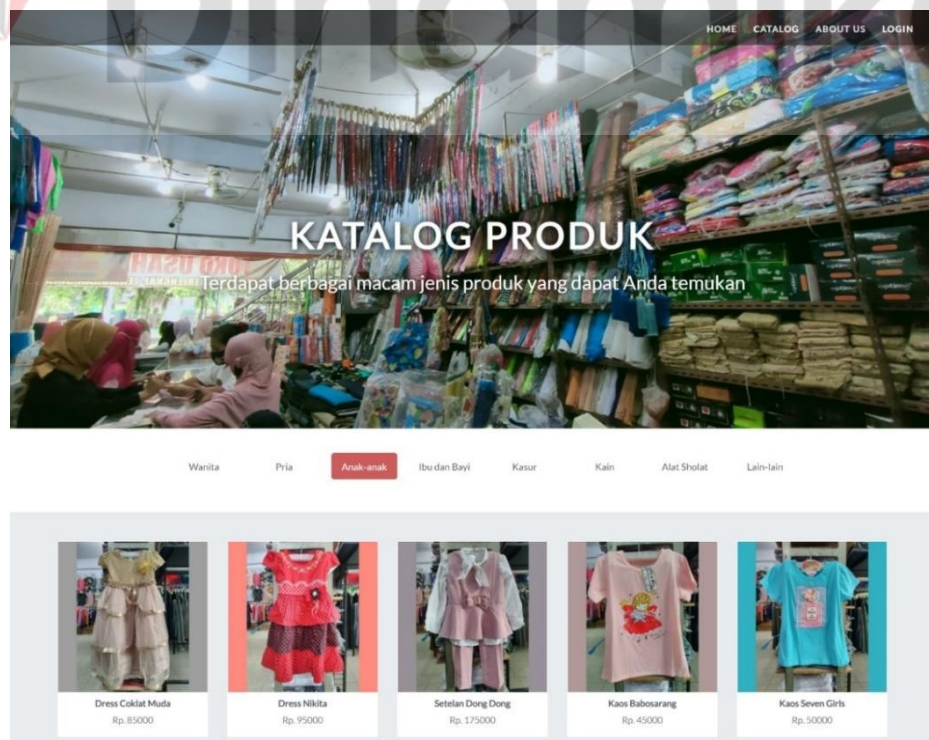 HOME CATALOG ABOUT US LOGIN
KATALOG PRODUK
Terdapat berbagai macam jenis produk yang dapat Anda temukan
Wanita Pria Anak-anak Ibu dan Bayi Kasur Kain Alat Sholat Lain-lain
Dress Coklat Muda Dress Nikita Setelan Dong Dong Kaos Babosarang Kaos Seven Girls
Rp. 85000 Rp. 95000 Rp. 175000 Rp. 45000 Rp. 50000